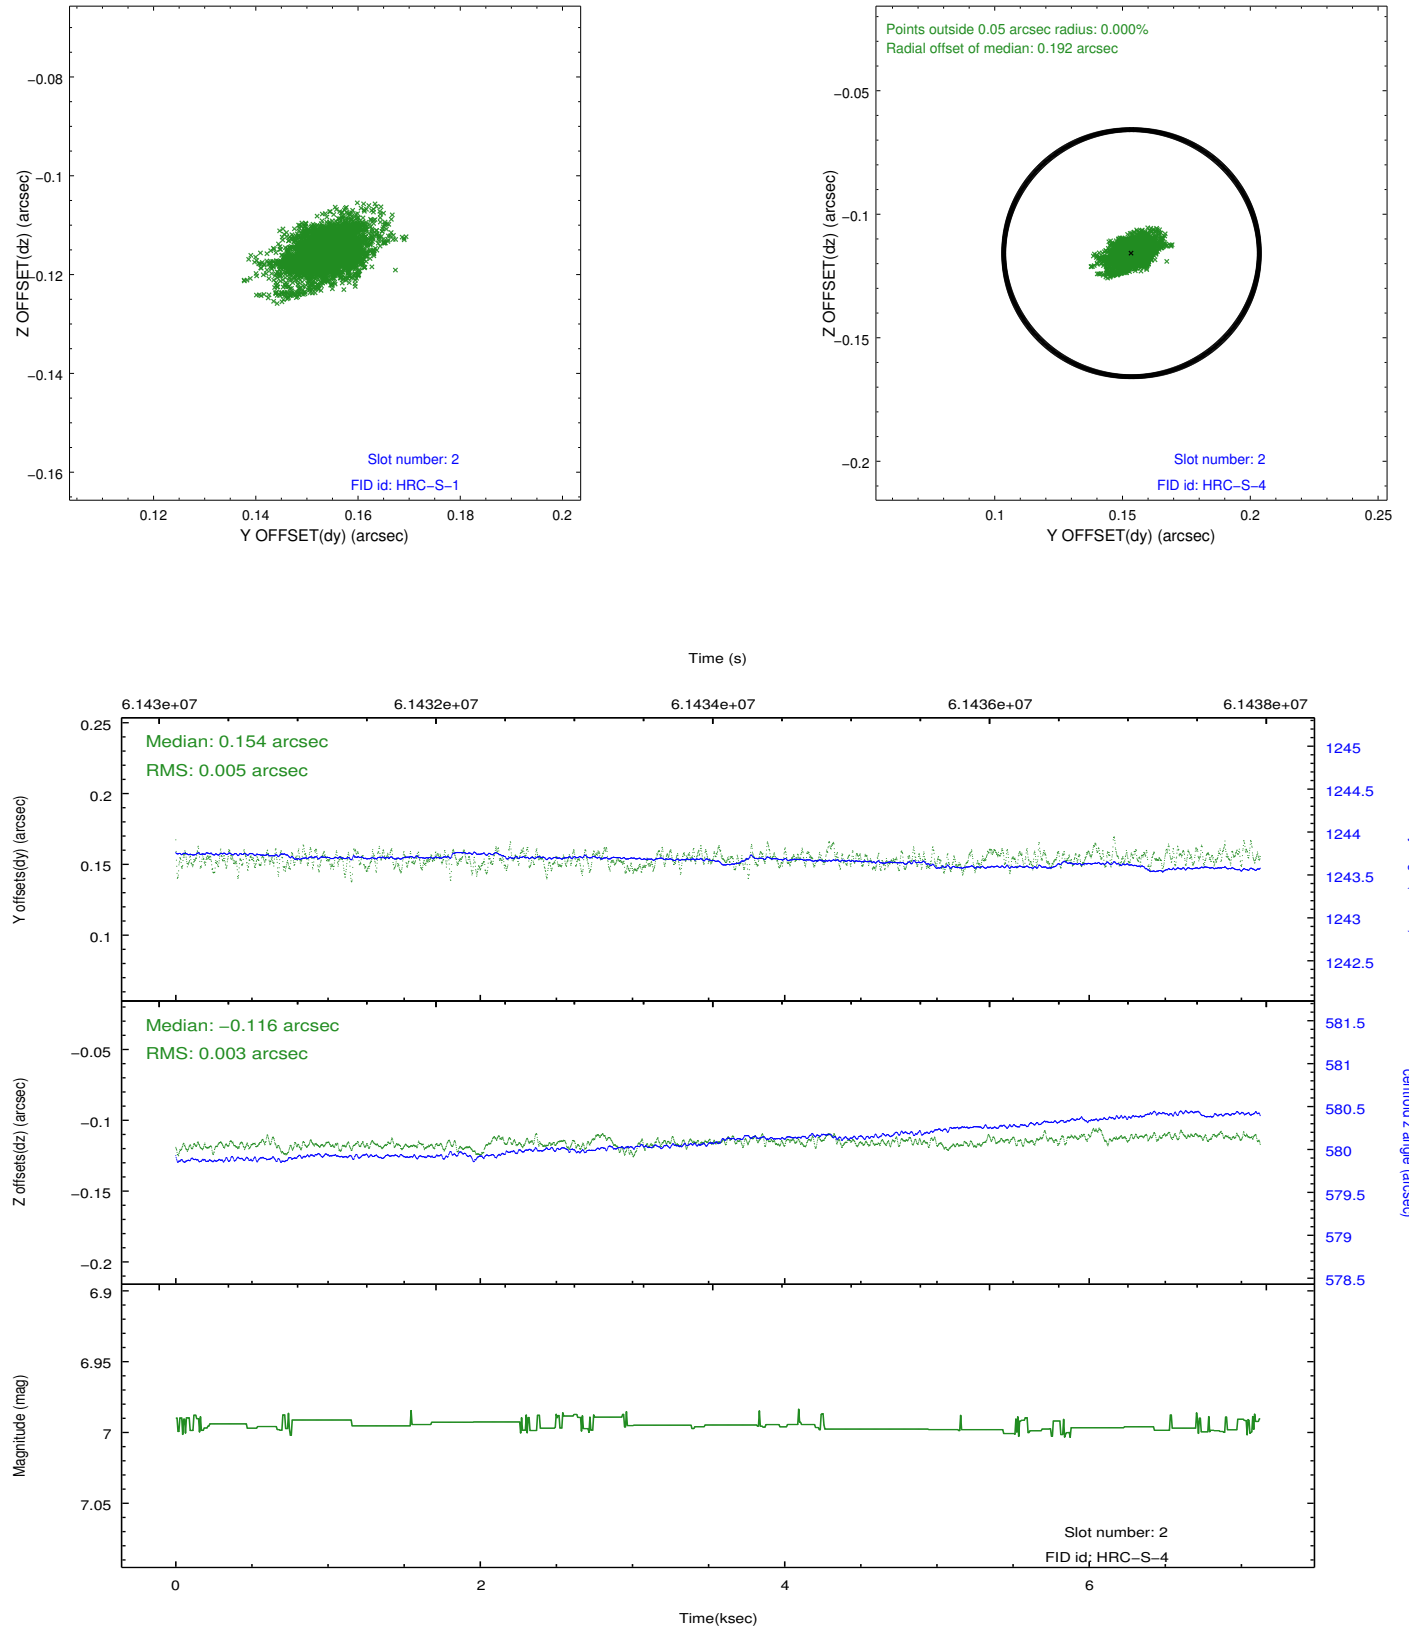 −0.08
−0.1
−0.12
−0.14
−0.16
Z OFFSET(dz) (arcsec)
Slot number: 2
FID id: HRC−S−1
0.12
0.14
0.16
0.18
0.2
Y OFFSET(dy) (arcsec)
Points outside 0.05 arcsec radius: 0.000%
Radial offset of median: 0.192 arcsec
−0.05
−0.1
−0.15
−0.2
Z OFFSET(dz) (arcsec)
Slot number: 2
FID id: HRC−S−4
0.1
0.15
0.2
0.25
Y OFFSET(dy) (arcsec)
Time (s)
6.143e+07
6.1432e+07
6.1434e+07
6.1436e+07
6.1438e+07
Median: 0.154 arcsec
RMS: 0.005 arcsec
0.25
0.2
0.15
0.1
Y offsets(dy) (arcsec)
1245
1244.5
1244
1243.5
1243
1242.5
Median: −0.116 arcsec
RMS: 0.003 arcsec
−0.05
−0.1
−0.15
−0.2
Z offsets(dz) (arcsec)
581.5
581
580.5
580
579.5
579
578.5
centroid z angle (arcsec)
6.9
6.95
7
7.05
Magnitude (mag)
Slot number: 2
FID id: HRC−S−4
0
2
4
6
Time(ksec)